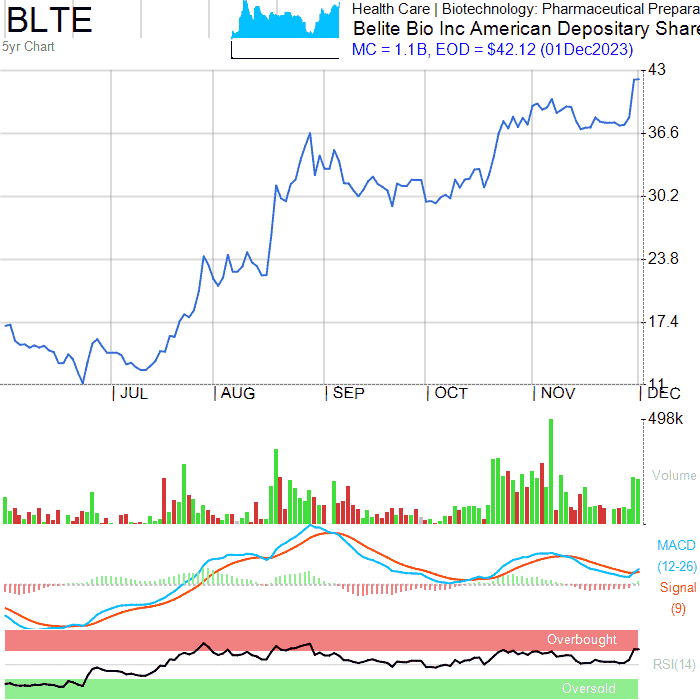 BLTE
5yr Chart
Health Care | Biotechnology: Pharmaceutical Prepara
Belite Bio Inc American Depositary Share
MC = 1.1B, EOD = $42.12 (01Dec2023)
43
36.6
30.2
23.8
17.4
11
JUL
AUG
SEP
OCT
NOV
DEC
498k
Volume
MACD
(12-26)
Signal
(9)
Overbought
RSI(14)
Oversold